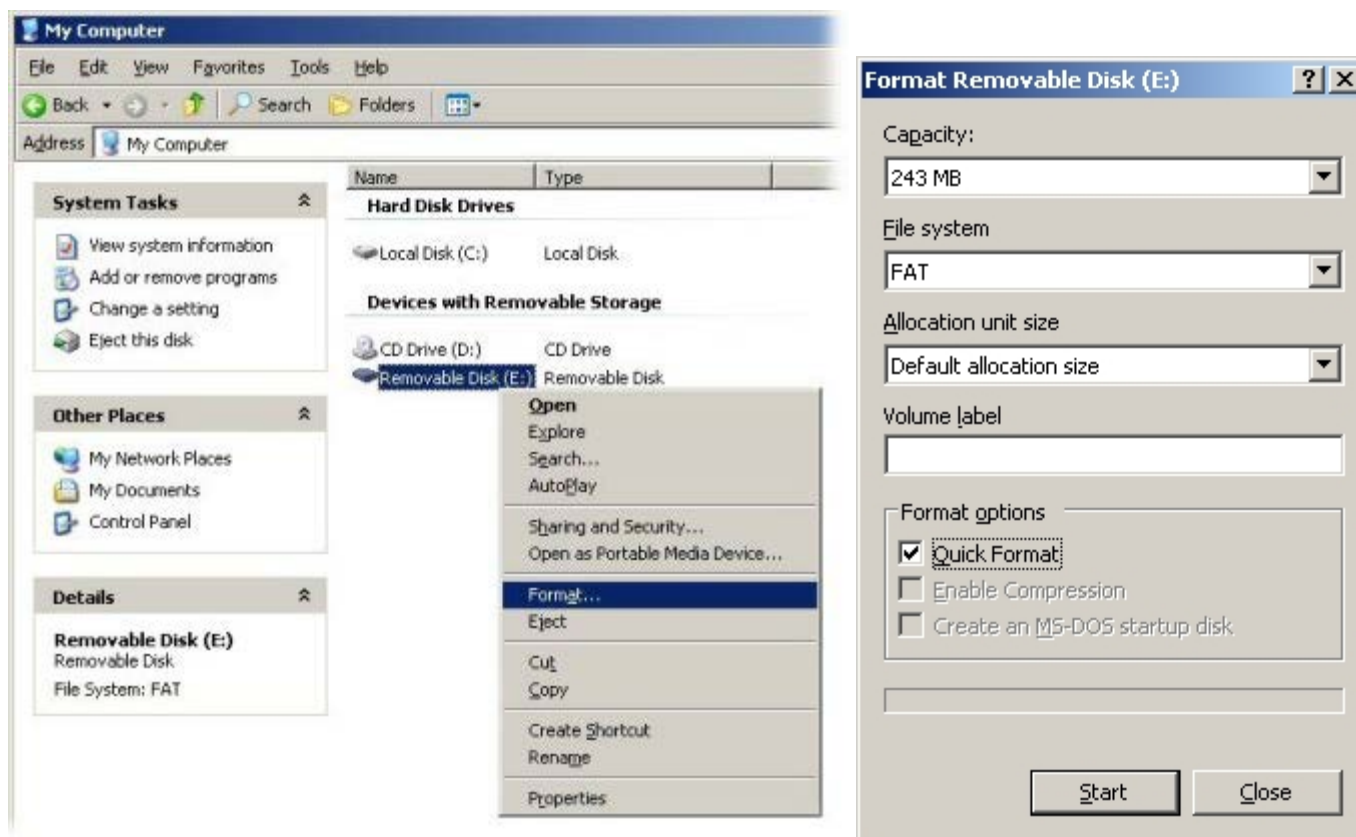 My Computer
File Edit View Favorites Tools Help
Back Search Folders
Address My Computer
System Tasks
View system information
Add or remove programs
Change a setting
Eject this disk
Other Places
My Network Places
My Documents
Control Panel
Details
Removable Disk (E:)
Removable Disk
File System: FAT
Name Type
Hard Disk Drives
Local Disk (C:) Local Disk
Devices with Removable Storage
CD Drive (D:) CD Drive
Removable Disk (E:) Removable Disk
Open
Explore
Search...
AutoPlay
Sharing and Security...
Open as Portable Media Device...
Format...
Eject
Cut
Copy
Create Shortcut
Rename
Properties
Format Removable Disk (E:)
Capacity:
243 MB
File system
FAT
Allocation unit size
Default allocation size
Volume label
Format options
Quick Format
Enable Compression
Create an MS-DOS startup disk
Start Close